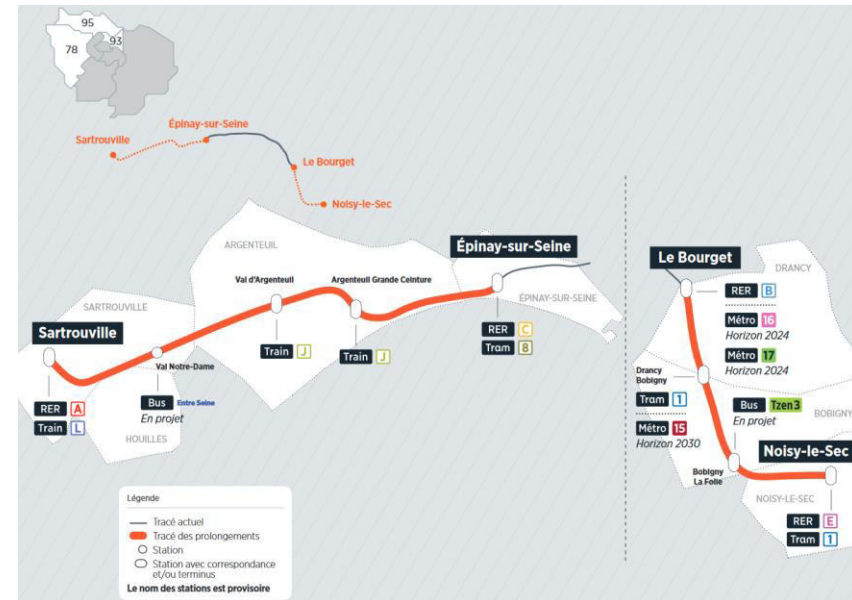 95
93
78
Épinay-sur-Seine
Sartrouville
Le Bourget
Noisy-le-Sec
ARGENTEUIL
Val d'Argenteuil
Argenteuil Grande Ceinture
Épinay-sur-Seine
ÉPINAY-SUR-SEINE
RER C
Tram 8
SARTROUVILLE
Sartrouville
Train J
Train J
Val Notre-Dame
RER A
Train L
Bus Entre Seine
En projet
HOUILLES
Le Bourget
DRANCY
RER B
Métro 16
Horizon 2024
Métro 17
Horizon 2024
Drancy
Bobigny
Tram 1
Métro 15
Horizon 2030
Bus Tzen3
En projet
BOBIGNY
Noisy-le-Sec
Bobigny
La Folie
NOISY-LE-SEC
RER E
Tram 1
Légende
Tracé actuel
Tracé des prolongements
Station
Station avec correspondance
et/ou terminus
Le nom des stations est provisoire